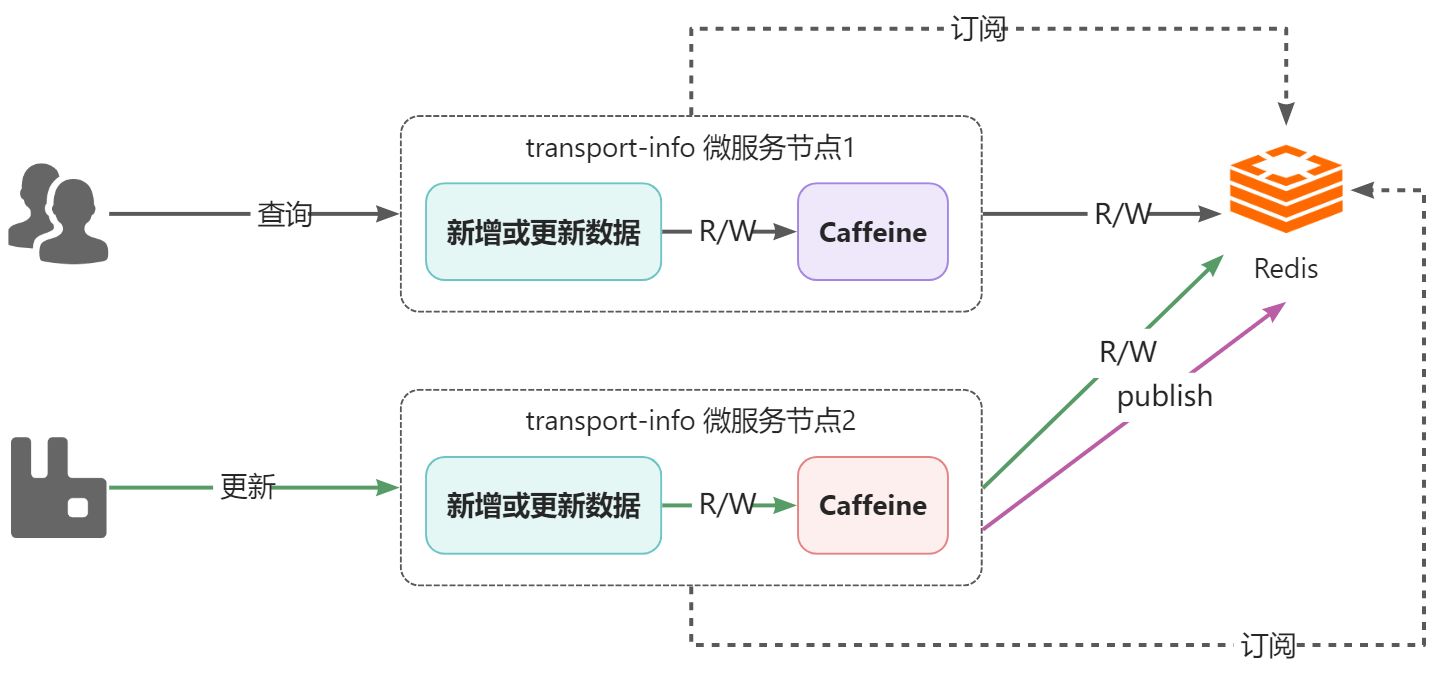 订阅
transport-info 微服务节点1
查询
新增或更新数据
R/W
Caffeine
R/W
Redis
R/W
publish
transport-info 微服务节点2
更新
新增或更新数据
R/W
Caffeine
订阅